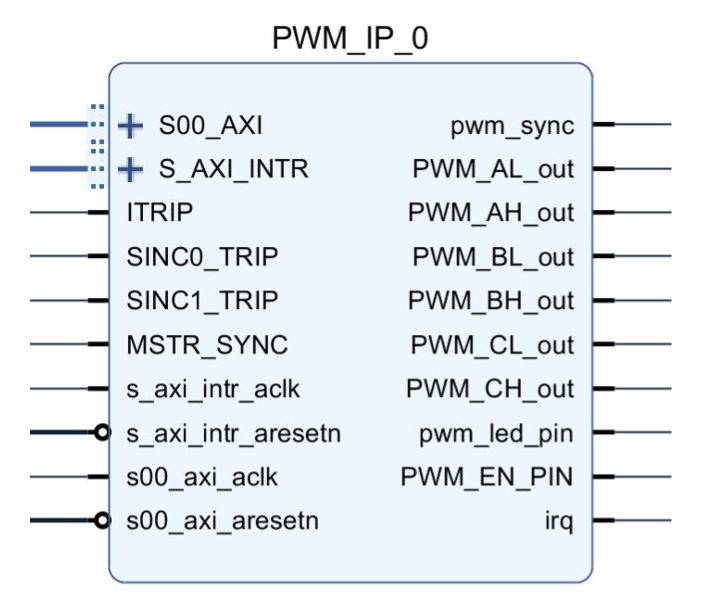 PWM_IP_0
S00_AXI
pwm_sync
S_AXI_INTR
PWM_AL_out
ITRIP
PWM_AH_out
SINC0_TRIP
PWM_BL_out
SINC1_TRIP
PWM_BH_out
MSTR_SYNC
PWM_CL_out
s_axi_intr_aclk
PWM_CH_out
s_axi_intr_aresetn
pwm_led_pin
s00_axi_aclk
PWM_EN_PIN
s00_axi_aresetn
irq